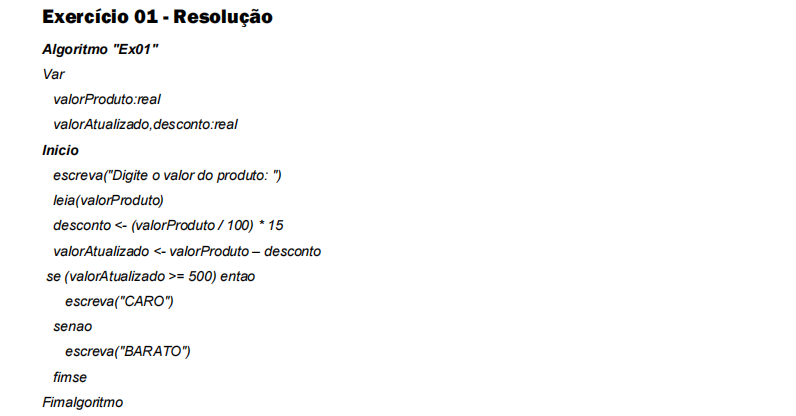 Exercício 01 - Resolução
Algoritmo "Ex01"
Var
valorProduto:real
valorAtualizado,desconto:real
Inicio
escreva("Digite o valor do produto: ")
leia(valorProduto)
desconto <- (valorProduto / 100) * 15
valorAtualizado <- valorProduto – desconto
se (valorAtualizado >= 500) entao
escreva("CARO")
senao
escreva("BARATO")
fimse
Fimalgoritmo